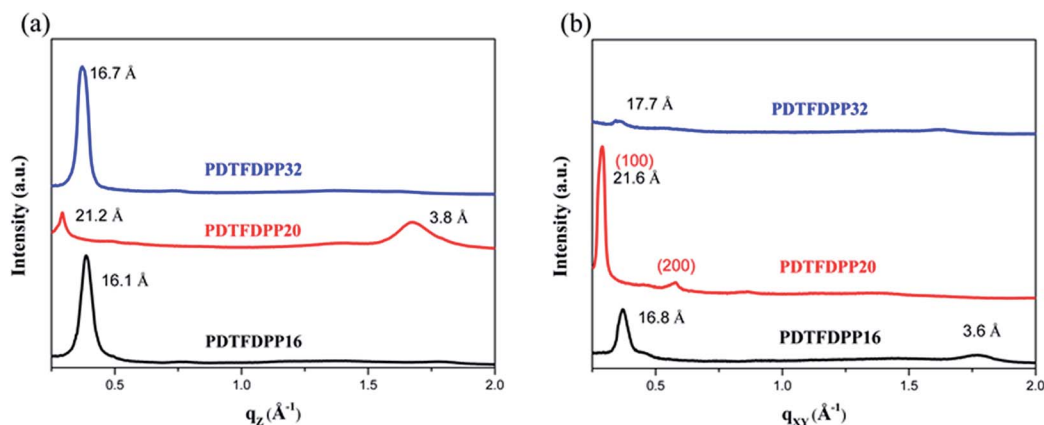 (a)
16.7 Å
PDTFDPP32
21.2 Å
3.8 Å
PDTFDPP20
16.1 Å
PDTFDPP16
Intensity (a.u.)
0.5
1.0
1.5
2.0
qZ (Å-1)
(b)
17.7 Å
PDTFDPP32
(100)
21.6 Å
(200)
PDTFDPP20
16.8 Å
PDTFDPP16
3.6 Å
Intensity (a.u.)
0.5
1.0
1.5
2.0
qXY (Å-1)